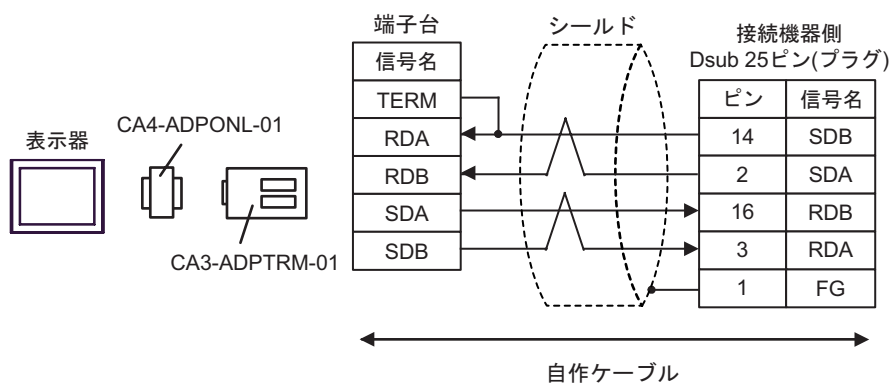 表示器
CA4-ADPONL-01
CA3-ADPTRM-01
端子台
信号名
TERM
RDA
RDB
SDA
SDB
シールド
接続機器側
Dsub 25ピン(プラグ)
ピン 信号名
14 SDB
2 SDA
16 RDB
3 RDA
1 FG
自作ケーブル